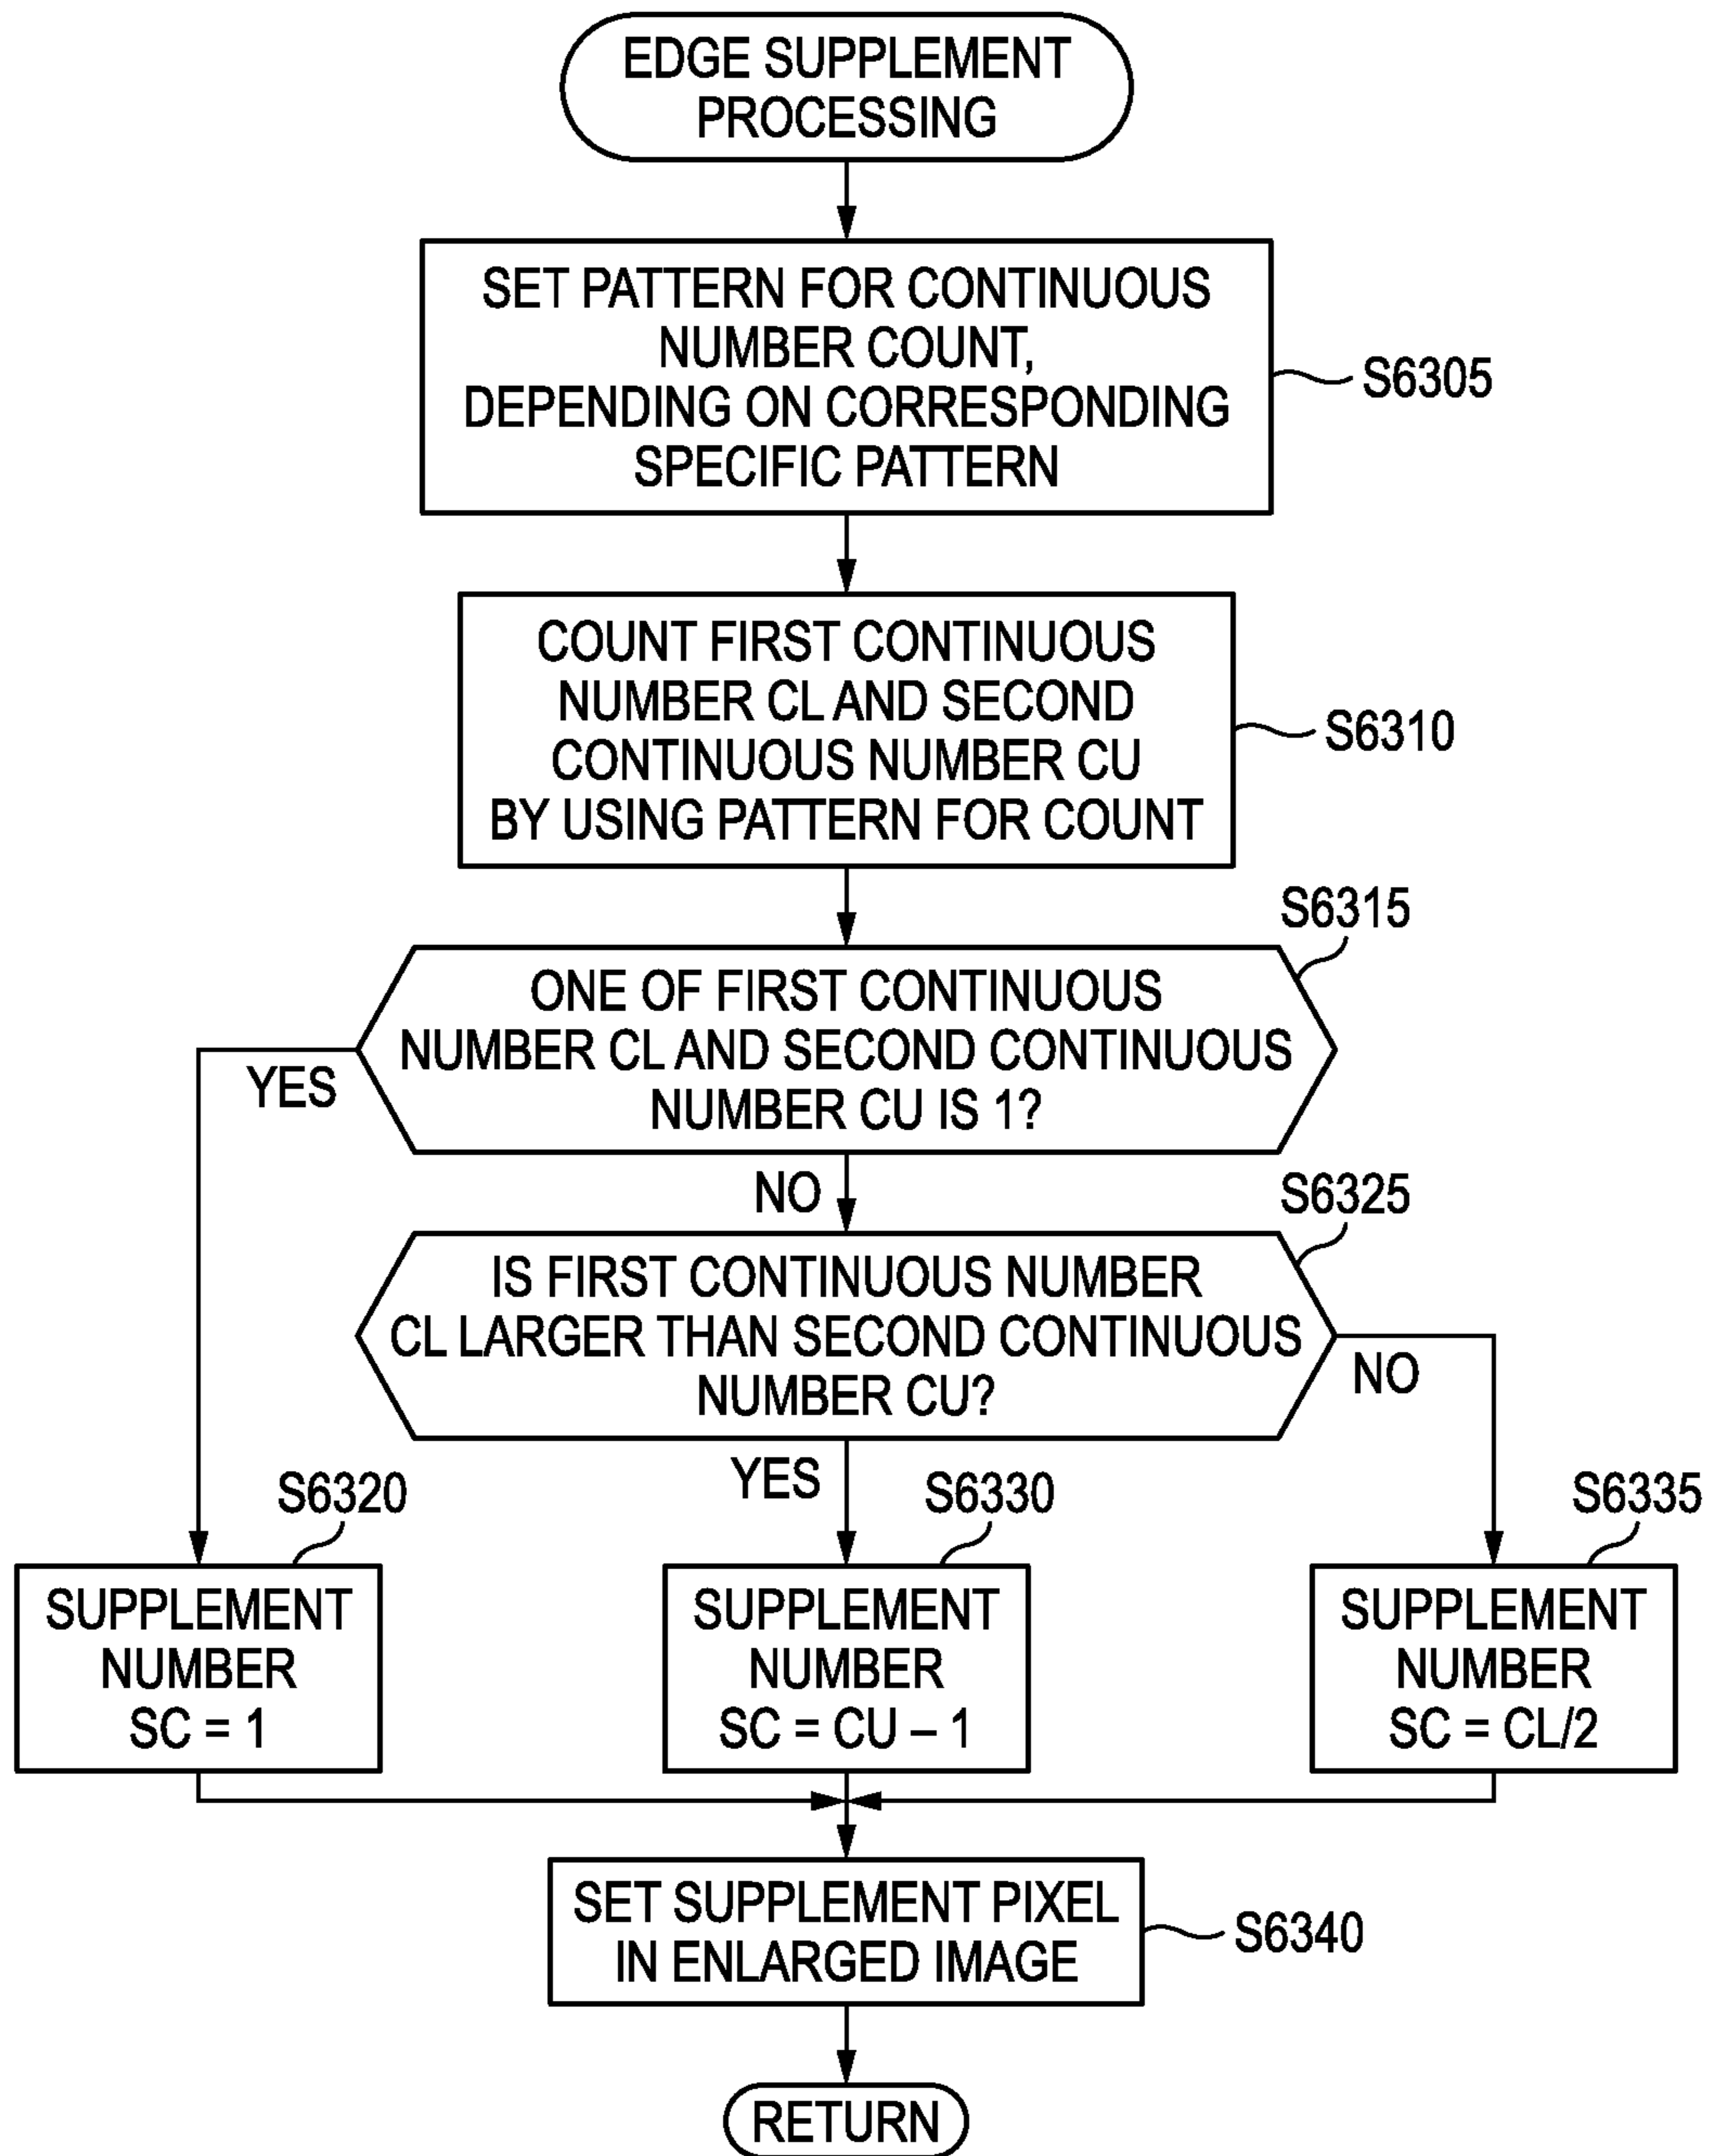 EDGE SUPPLEMENT
PROCESSING
SET PATTERN FOR CONTINUOUS
NUMBER COUNT,
DEPENDING ON CORRESPONDING
SPECIFIC PATTERN
S6305
COUNT FIRST CONTINUOUS
NUMBER CL AND SECOND
CONTINUOUS NUMBER CU
BY USING PATTERN FOR COUNT
S6310
S6315
ONE OF FIRST CONTINUOUS
NUMBER CL AND SECOND CONTINUOUS
NUMBER CU IS 1?
YES
NO
S6325
IS FIRST CONTINUOUS NUMBER
CL LARGER THAN SECOND CONTINUOUS
NUMBER CU?
NO
YES
S6320
SUPPLEMENT
NUMBER
SC = 1
S6330
SUPPLEMENT
NUMBER
SC = CU – 1
S6335
SUPPLEMENT
NUMBER
SC = CL/2
SET SUPPLEMENT PIXEL
IN ENLARGED IMAGE
S6340
RETURN